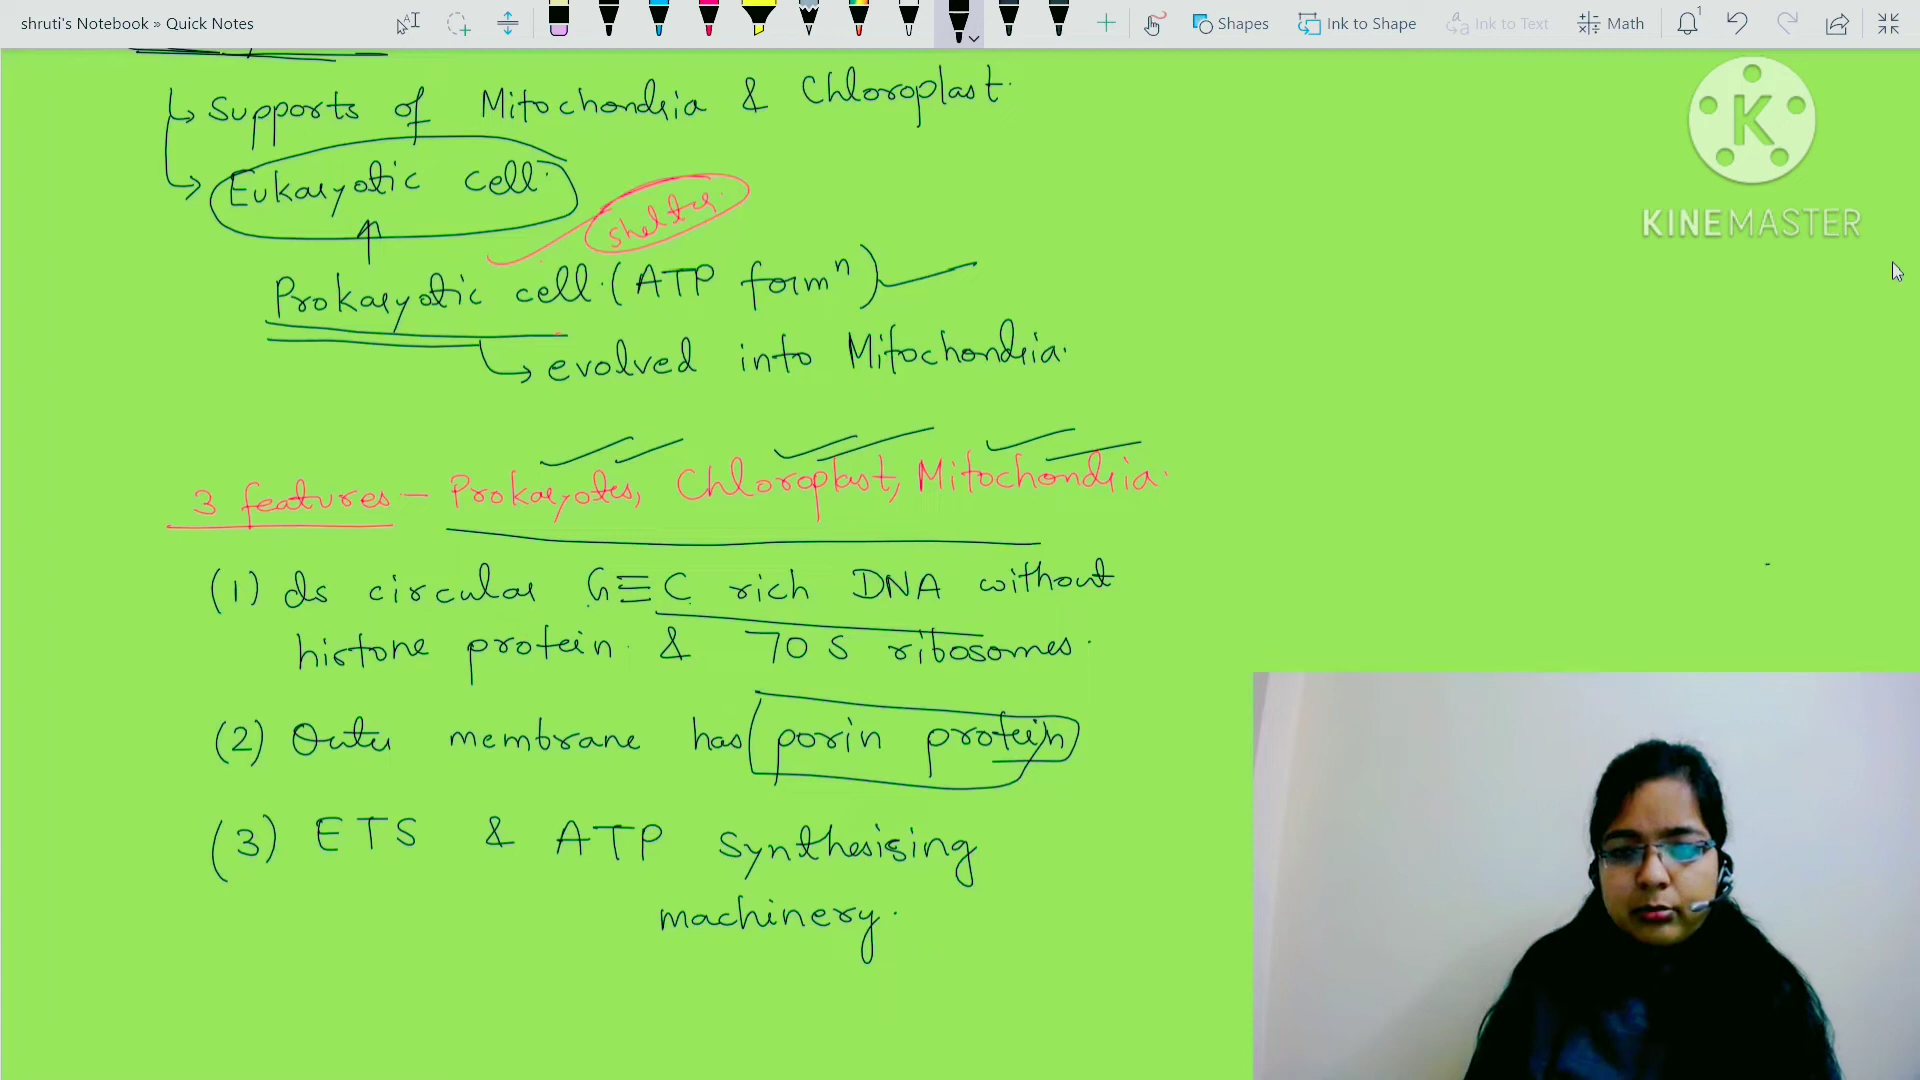 shruti's Notebook » Quick Notes
1
Shapes
Ink to Shape
Ink to Text
Math
↳ Supports of Mitochondria & Chloroplast.
↳ Eukaryotic cell.
shelter
Prokaryotic cell. (ATP formⁿ)
↳ evolved into Mitochondria.
3 features - Prokaryotes, Chloroplast, Mitochondria.
(1) ds circular G≡C rich DNA without
histone protein & 70 S ribosomes.
(2) Outer membrane has porin protein
(3) ETS & ATP synthesising
machinery.
K
KINEMASTER